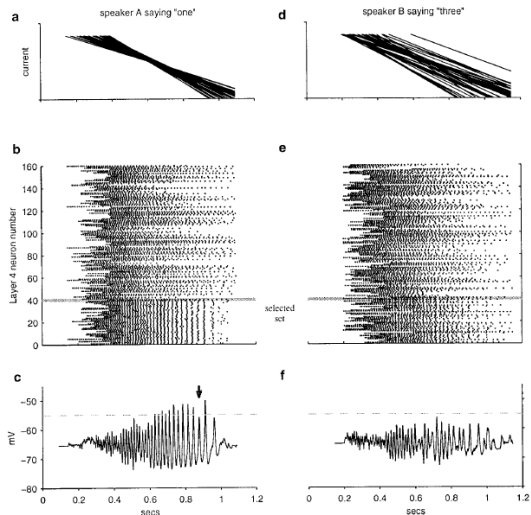 speaker A saying "one"
speaker B saying "three"
a
current
d
b
Layer 4 neuron number
160
140
120
100
80
60
40
20
0
e
selected
set
c
mV
−50
−60
−70
−80
0 0.2 0.4 0.6 0.8 1 1.2
secs
f
0 0.2 0.4 0.6 0.8 1 1.2
secs